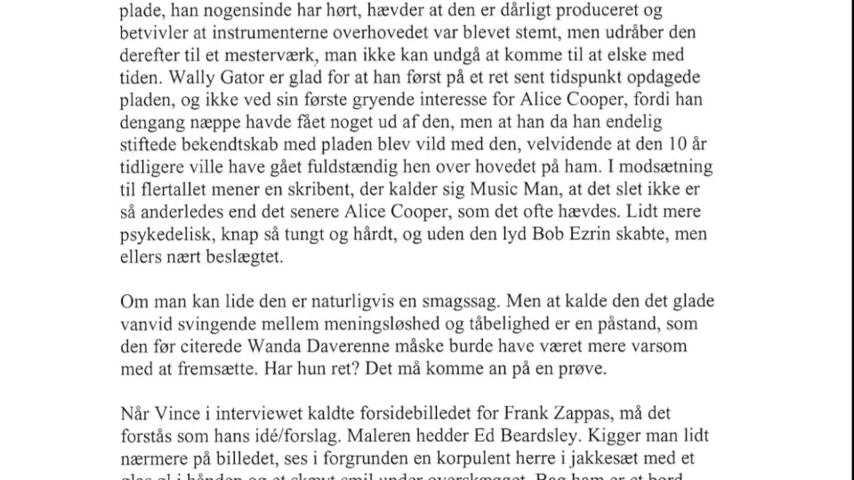 plade, han nogensinde har hørt, hævder at den er dårligt produceret og
betvivler at instrumenterne overhovedet var blevet stemt, men udråber den
derefter til et mesterværk, man ikke kan undgå at komme til at elske med
tiden. Wally Gator er glad for at han først på et ret sent tidspunkt opdagede
pladen, og ikke ved sin første gryende interesse for Alice Cooper, fordi han
dengang næppe havde fået noget ud af den, men at han da han endelig
stiftede bekendtskab med pladen blev vild med den, velvidende at den 10 år
tidligere ville have gået fuldstændig hen over hovedet på ham. I modsætning
til flertallet mener en skribent, der kalder sig Music Man, at det slet ikke er
så anderledes end det senere Alice Cooper, som det ofte hævdes. Lidt mere
psykedelisk, knap så tungt og hårdt, og uden den lyd Bob Ezrin skabte, men
ellers nært beslægtet.
Om man kan lide den er naturligvis en smagssag. Men at kalde den det glade
vanvid svingende mellem meningsløshed og tåbelighed er en påstand, som
den før citerede Wanda Daverenne måske burde have været mere varsom
med at fremsætte. Har hun ret? Det må komme an på en prøve.
Når Vince i interviewet kaldte forsidebilledet for Frank Zappas, må det
forstås som hans idé/forslag. Maleren hedder Ed Beardsley. Kigger man lidt
nærmere på billedet, ses i forgrunden en korpulent herre i jakkesæt med et